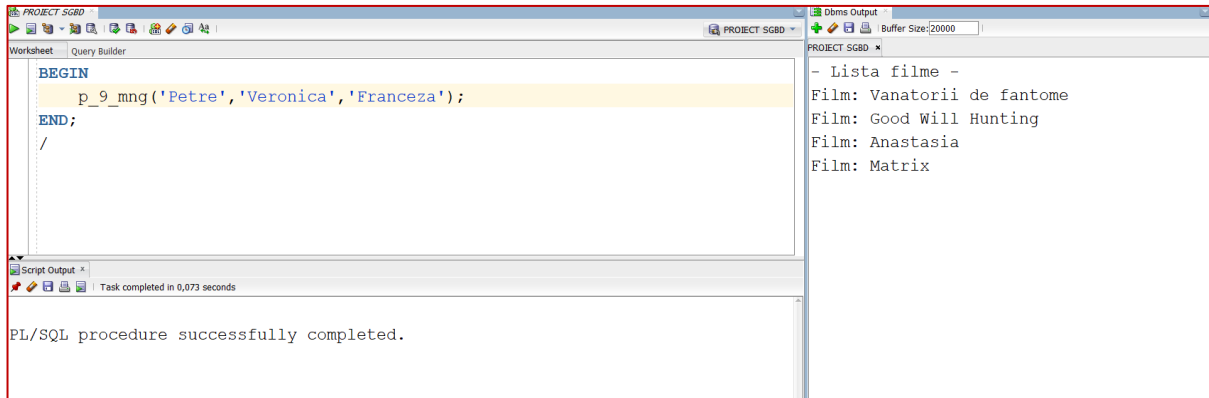 PROJECT SGBD
PROJECT SGBD
Worksheet Query Builder
BEGIN
p_9_mng('Petre','Veronica','Franceza');
END;
/
Script Output
Task completed in 0,073 seconds
PL/SQL procedure successfully completed.
Dbms Output
Buffer Size: 20000
PROJECT SGBD
- Lista filme -
Film: Vanatorii de fantome
Film: Good Will Hunting
Film: Anastasia
Film: Matrix